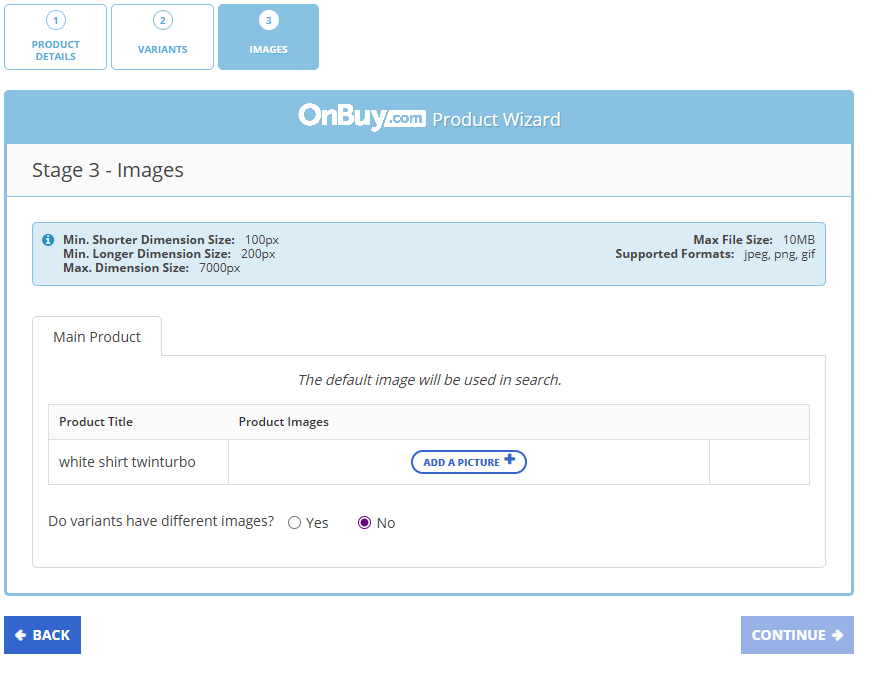 1
PRODUCT
DETAILS
2
VARIANTS
3
IMAGES
OnBuy.com Product Wizard
Stage 3 - Images
Min. Shorter Dimension Size: 100px
Min. Longer Dimension Size: 200px
Max. Dimension Size: 7000px
Max File Size: 10MB
Supported Formats: jpeg, png, gif
Main Product
The default image will be used in search.
Product Title Product Images
white shirt twinturbo ADD A PICTURE +
Do variants have different images? Yes No
BACK
CONTINUE